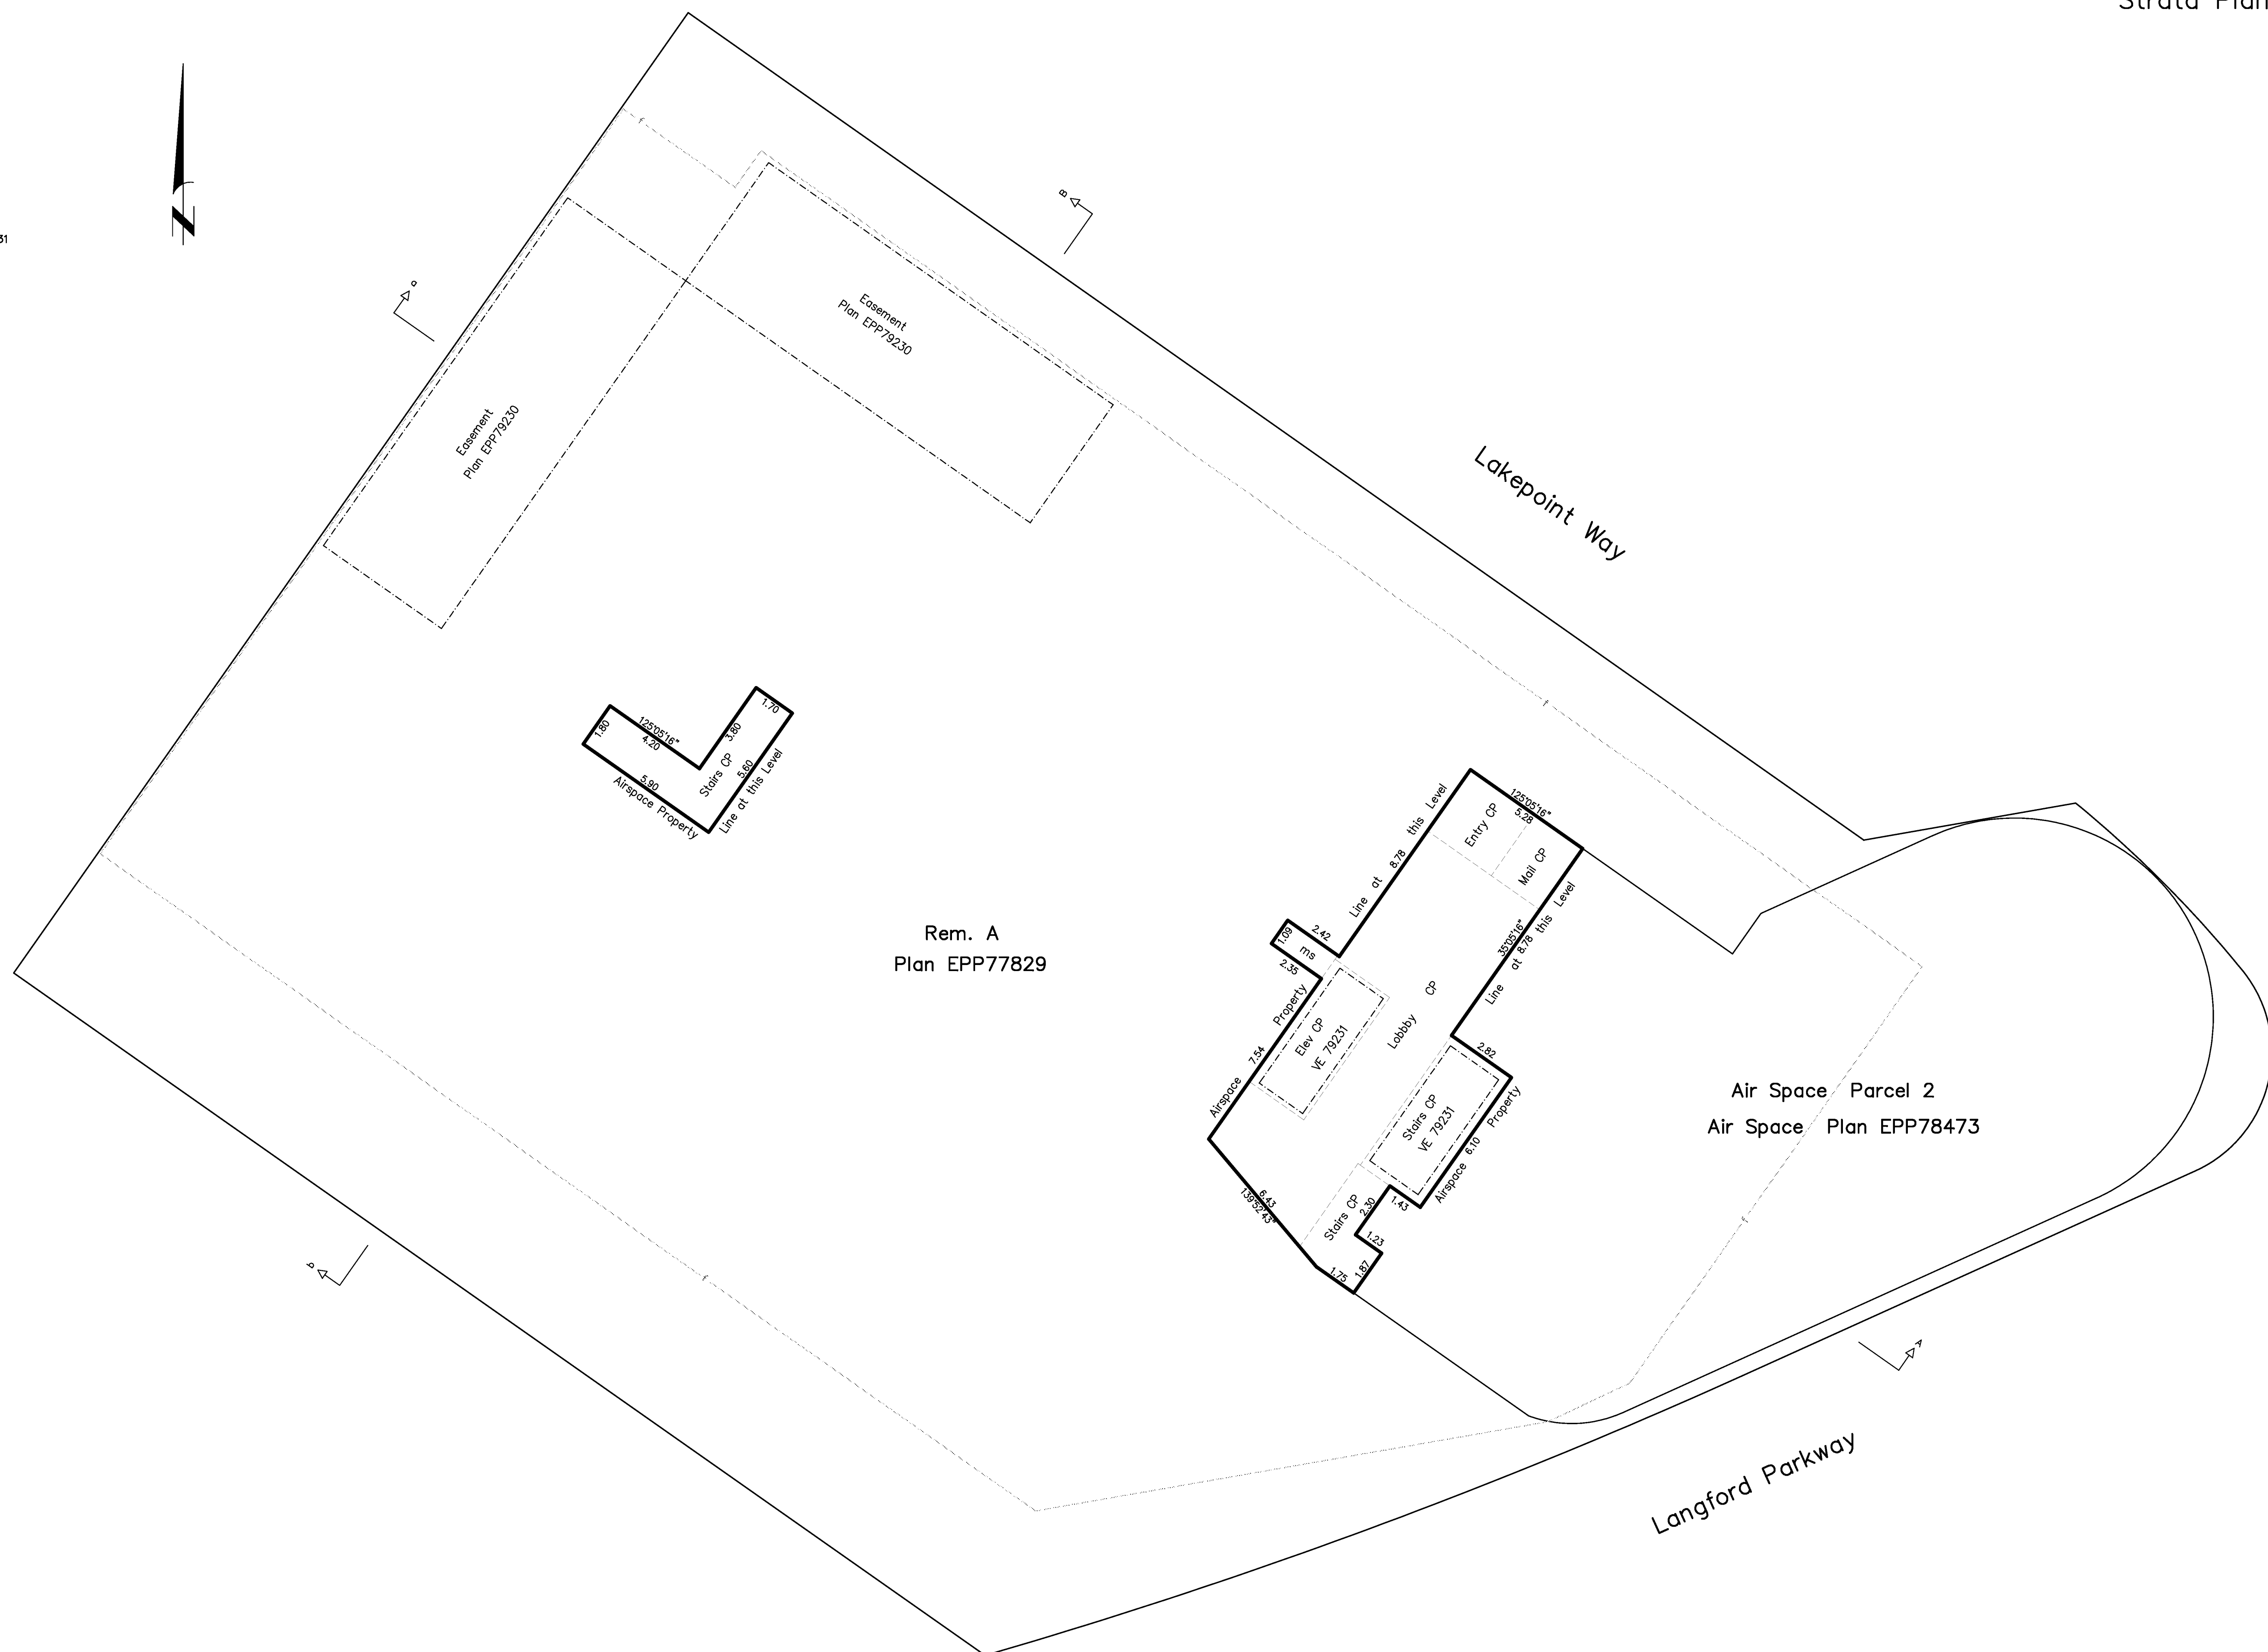 Strata Plan
N
31
B
a
Easement
Plan EPP79230
Easement
Plan EPP79230
Lakepoint Way
1.70
1.80
125°05'16"
4.20
3.80
Stairs CP
5.60
5.90
Airspace Property
Line at this Level
125°05'16"
5.28
Entry CP
Mail CP
Line at 8.78 this Level
35°05'16"
Line at 8.78 this Level
1.09
2.42
ms
2.35
Rem. A
Plan EPP77829
Airspace 7.54 Property
Elev CP
VE 79231
Lobbby CP
2.82
Stairs CP
VE 79231
Airspace 6.10 Property
Air Space Parcel 2
Air Space Plan EPP78473
6.43
139°52'43"
Stairs CP
2.30
1.43
1.23
1.75
1.87
b
A
Langford Parkway
f
f
f
f